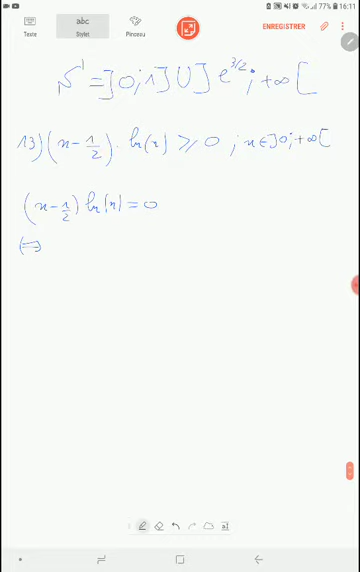 77% 16:11
Texte
abc
Stylet
Pinceau
ENREGISTRER
S' = ]0; 1] U ] e^3/2; +∞ [
13) (x - 1/2) . ln(x) ⩾ 0 ; x ∈ ]0; +∞[
(x - 1/2) ln(x) = 0
(⇔)